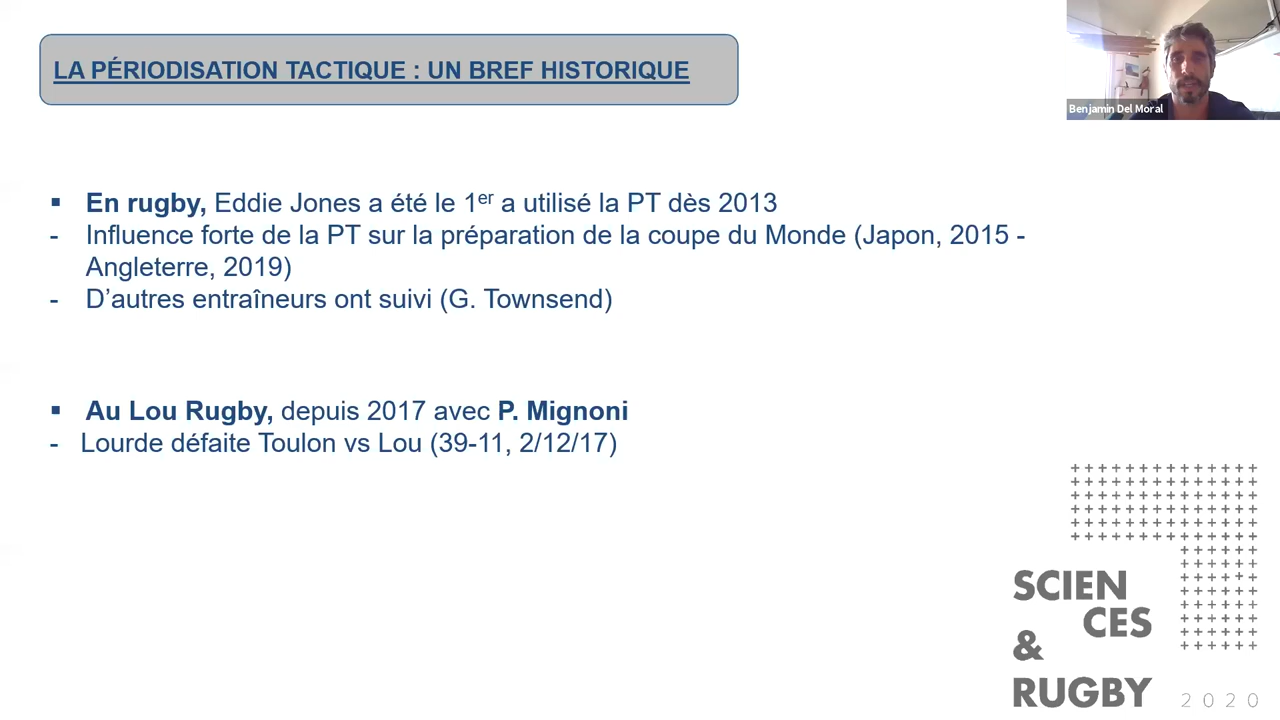 LA PÉRIODISATION TACTIQUE : UN BREF HISTORIQUE
Benjamin Del Moral
▪ En rugby, Eddie Jones a été le 1er a utilisé la PT dès 2013
- Influence forte de la PT sur la préparation de la coupe du Monde (Japon, 2015 -
Angleterre, 2019)
- D’autres entraîneurs ont suivi (G. Townsend)
▪ Au Lou Rugby, depuis 2017 avec P. Mignoni
- Lourde défaite Toulon vs Lou (39-11, 2/12/17)
SCIEN
CES
&
RUGBY
2020